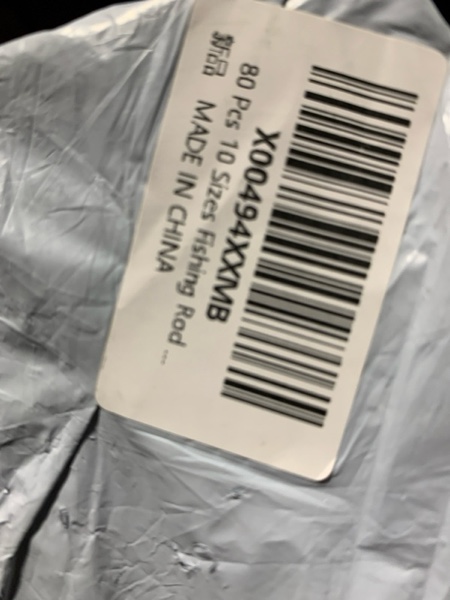 X00494XXMB
80 Pcs 10 Sizes Fishing Rod ...
新品 MADE IN CHINA